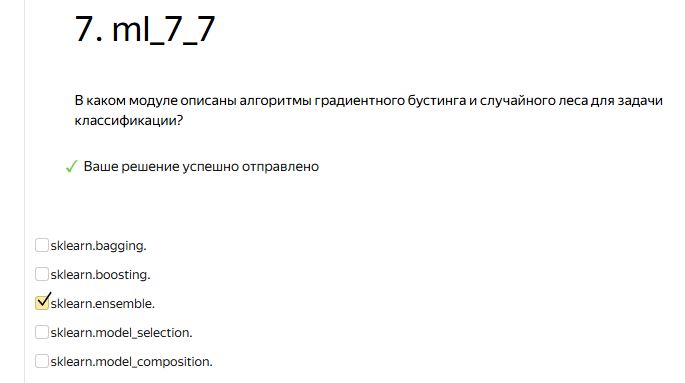 7. ml_7_7
В каком модуле описаны алгоритмы градиентного бустинга и случайного леса для задачи
классификации?
Ваше решение успешно отправлено
sklearn.bagging.
sklearn.boosting.
sklearn.ensemble.
sklearn.model_selection.
sklearn.model_composition.